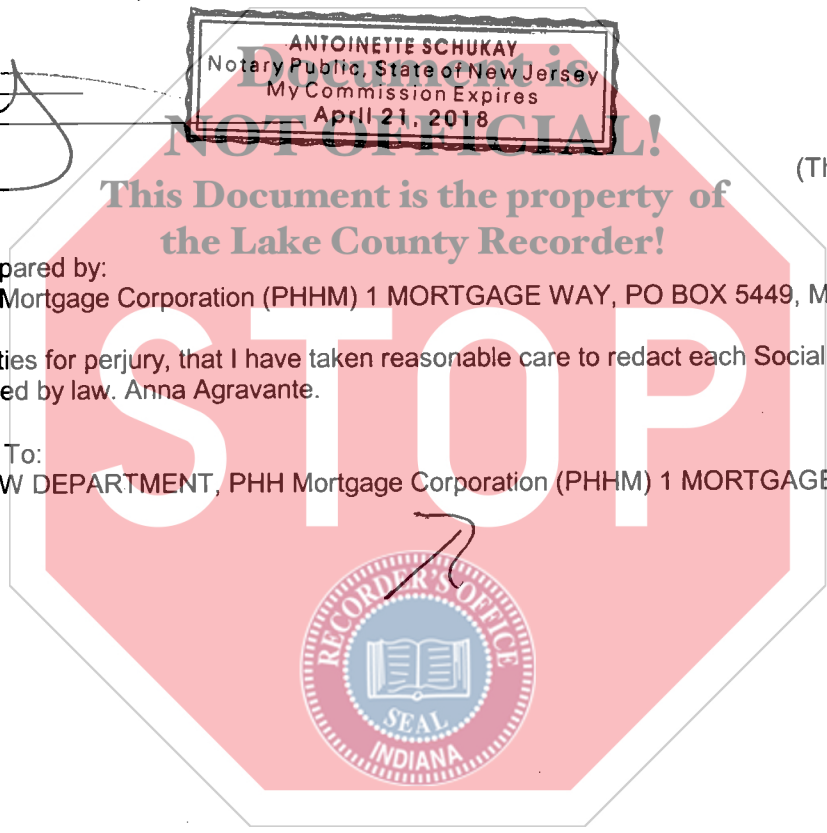 ANTOINETTE SCHUKAY
Notary Public, State of New Jersey
My Commission Expires
April 21, 2018
Document is
NOT OFFICIAL!
This Document is the property of
the Lake County Recorder!
(Th
pared by:
Mortgage Corporation (PHHM) 1 MORTGAGE WAY, PO BOX 5449, M
ties for perjury, that I have taken reasonable care to redact each Social
ed by law. Anna Agravante.
To:
W DEPARTMENT, PHH Mortgage Corporation (PHHM) 1 MORTGAGE
STOP
RECORDER'S OFFICE
SEAL
INDIANA